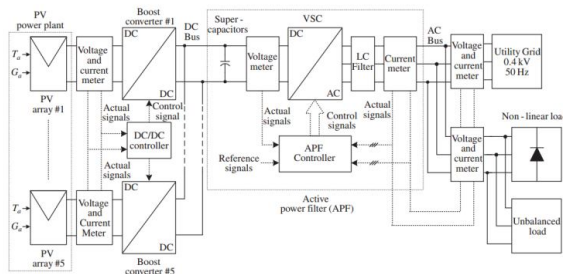 PV
power plant
Boost
converter #1
DC
Bus
Super-
capacitors
VSC
AC
Bus
Ta
Ga
PV
array #1
Voltage
and current
meter
DC
DC
Voltage
meter
DC
AC
LC
Filter
Current
meter
Voltage
and current
meter
Utility Grid
0.4 kV
50 Hz
Actual
signals
Control
signal
DC/DC
controller
Actual
signals
Actual
signals
Control
signals
Actual
signals
APF
Controller
Reference
signals
Active
power filter (APF)
Voltage
and
current
meter
Non - linear loa
Unbalanced
load
Ta
Ga
PV
array #5
Voltage
and
Current
Meter
DC
DC
Boost
converter #5